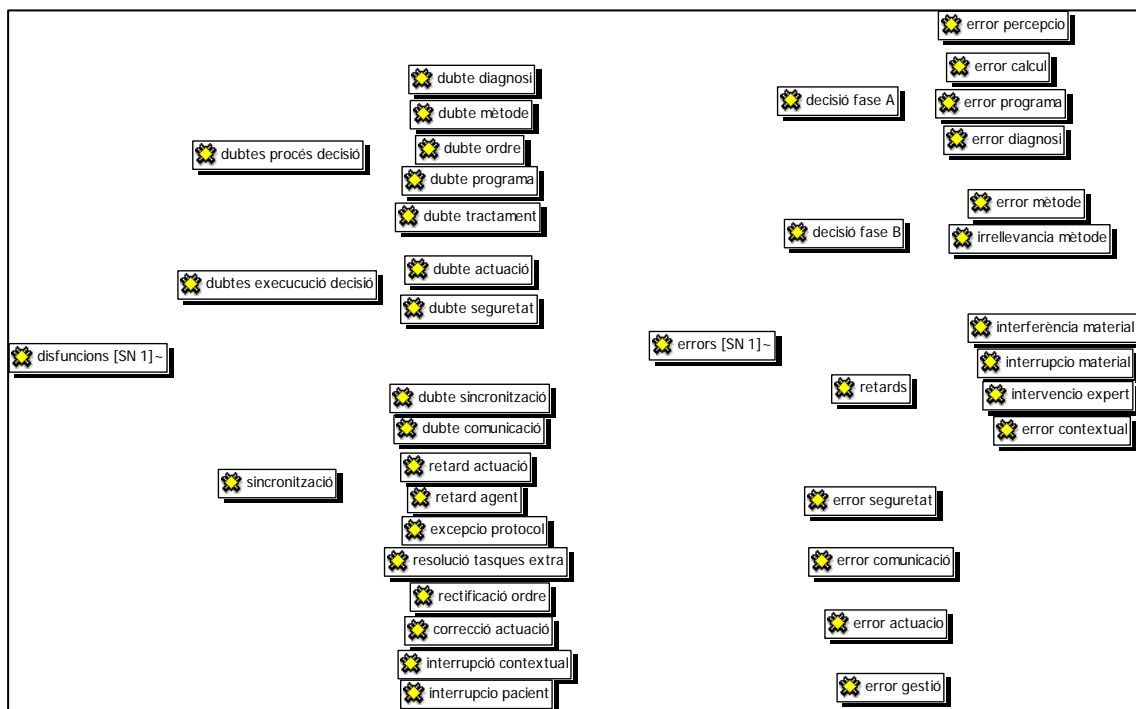 disfuncions [SN 1]~
dubtes procés decisió
dubte diagnosi
dubte mètode
dubte ordre
dubte programa
dubte tractament
dubtes execucució decisió
dubte actuació
dubte seguretat
sincronització
dubte sincronització
dubte comunicació
retard actuació
retard agent
excepcio protocol
resolució tasques extra
rectificació ordre
correcció actuació
interrupció contextual
interrupcio pacient
errors [SN 1]~
decisió fase A
error percepcio
error calcul
error programa
error diagnosi
decisió fase B
error mètode
irrellevancia mètode
retards
interferència material
interrupcio material
intervencio expert
error contextual
error seguretat
error comunicació
error actuacio
error gestió